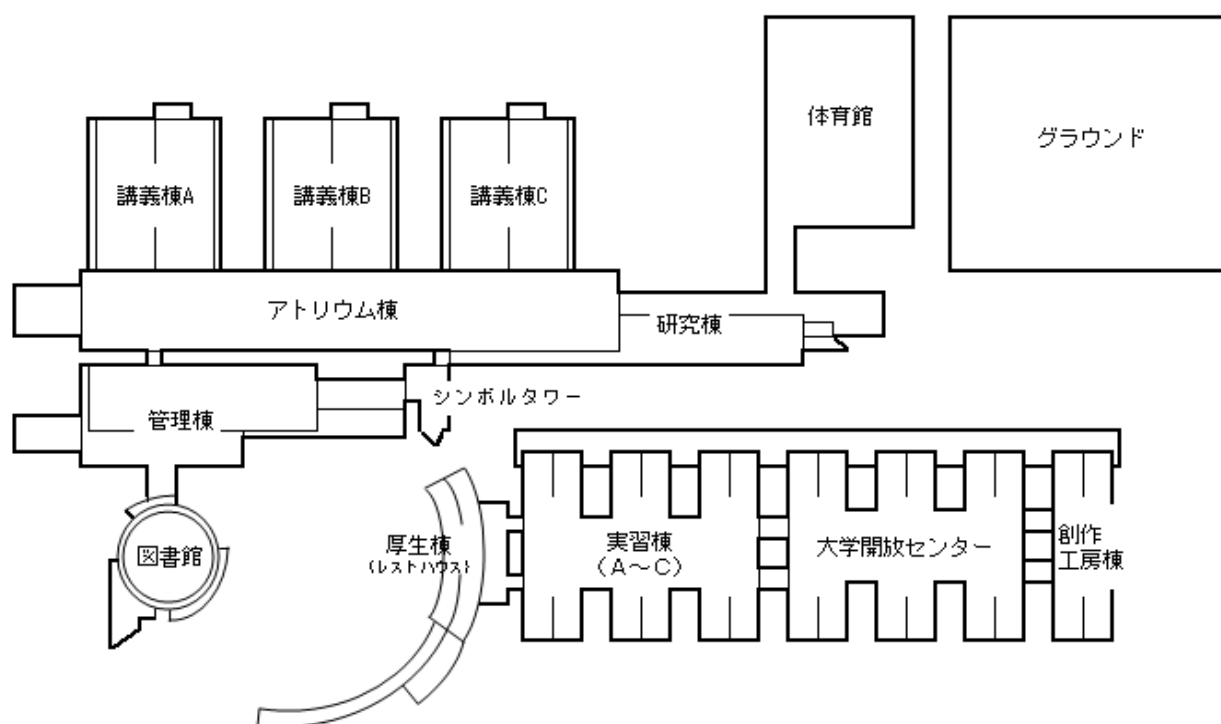 体育館
グラウンド
講義棟A
講義棟B
講義棟C
アトリウム棟
研究棟
シンボルタワー
管理棟
図書館
厚生棟
(レストハウス)
実習棟
(A～C)
大学開放センター
創作
工房棟